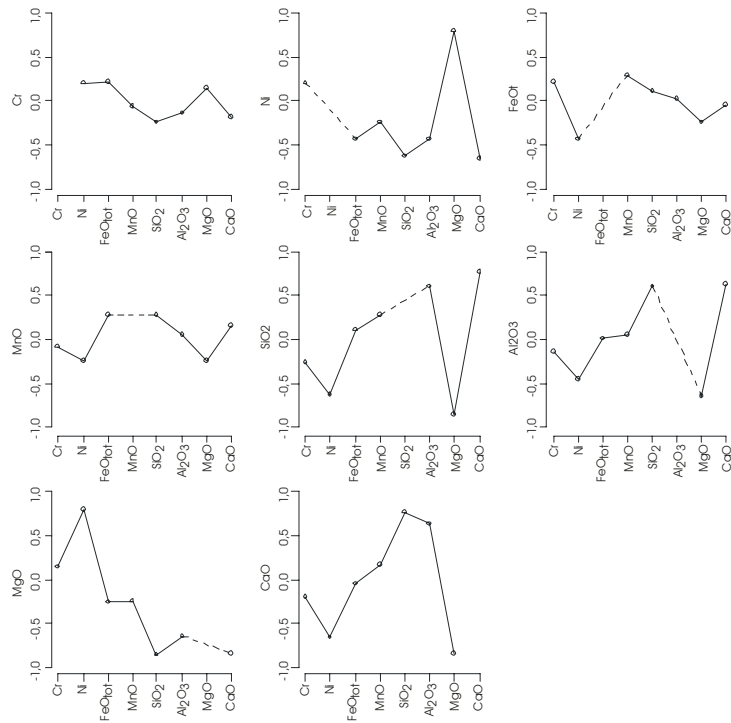 Cr
1,0
0,5
0,0
- 0,5
- 1,0
Cr
Ni
FeOtot
MnO
SiO2
Al2O3
MgO
CaO
Ni
1,0
0,5
0,0
- 0,5
- 1,0
Cr
Ni
FeOtot
MnO
SiO2
Al2O3
MgO
CaO
FeOt
1,0
0,5
0,0
- 0,5
- 1,0
Cr
Ni
FeOtot
MnO
SiO2
Al2O3
MgO
CaO
MnO
1,0
0,5
0,0
- 0,5
- 1,0
Cr
Ni
FeOtot
MnO
SiO2
Al2O3
MgO
CaO
SiO2
1,0
0,5
0,0
- 0,5
- 1,0
Cr
Ni
FeOtot
MnO
SiO2
Al2O3
MgO
CaO
Al2O3
1,0
0,5
0,0
- 0,5
- 1,0
Cr
Ni
FeOtot
MnO
SiO2
Al2O3
MgO
CaO
MgO
1,0
0,5
0,0
- 0,5
- 1,0
Cr
Ni
FeOtot
MnO
SiO2
Al2O3
MgO
CaO
CaO
1,0
0,5
0,0
- 0,5
- 1,0
Cr
Ni
FeOtot
MnO
SiO2
Al2O3
MgO
CaO